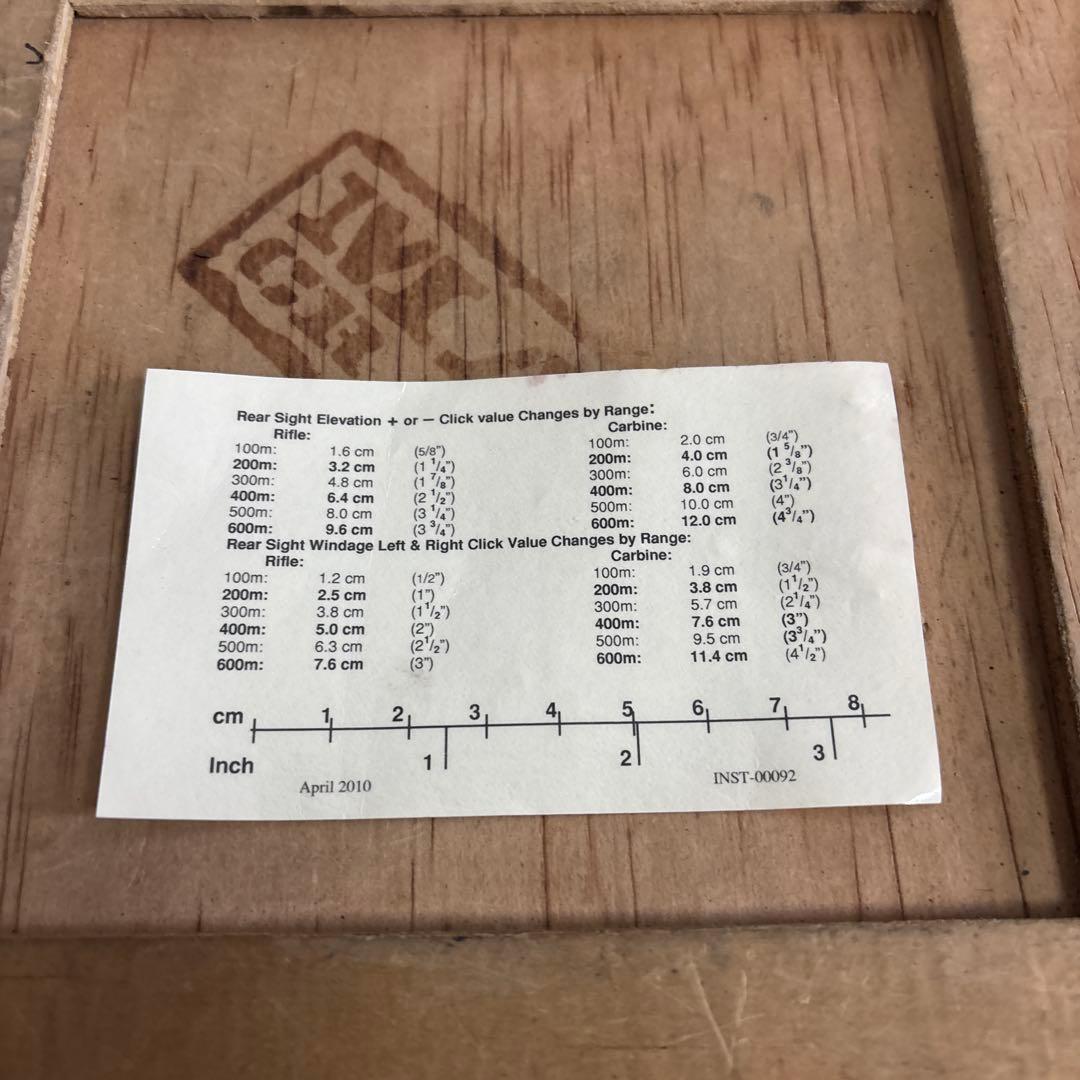 Rear Sight Elevation + or – Click value Changes by Range:
Rifle: Carbine:
100m: 1.6 cm (5/8") 100m: 2.0 cm (3/4")
200m: 3.2 cm (1 1/4") 200m: 4.0 cm (1 5/8")
300m: 4.8 cm (1 7/8") 300m: 6.0 cm (2 3/8")
400m: 6.4 cm (2 1/2") 400m: 8.0 cm (3 1/4")
500m: 8.0 cm (3 1/4") 500m: 10.0 cm (4")
600m: 9.6 cm (3 3/4") 600m: 12.0 cm (4 3/4")
Rear Sight Windage Left & Right Click Value Changes by Range:
Rifle: Carbine:
100m: 1.2 cm (1/2") 100m: 1.9 cm (3/4")
200m: 2.5 cm (1") 200m: 3.8 cm (1 1/2")
300m: 3.8 cm (1 1/2") 300m: 5.7 cm (2 1/4")
400m: 5.0 cm (2") 400m: 7.6 cm (3")
500m: 6.3 cm (2 1/2") 500m: 9.5 cm (3 3/4")
600m: 7.6 cm (3") 600m: 11.4 cm (4 1/2")
cm 1 2 3 4 5 6 7 8
Inch 1 2 3
April 2010 INST-00092